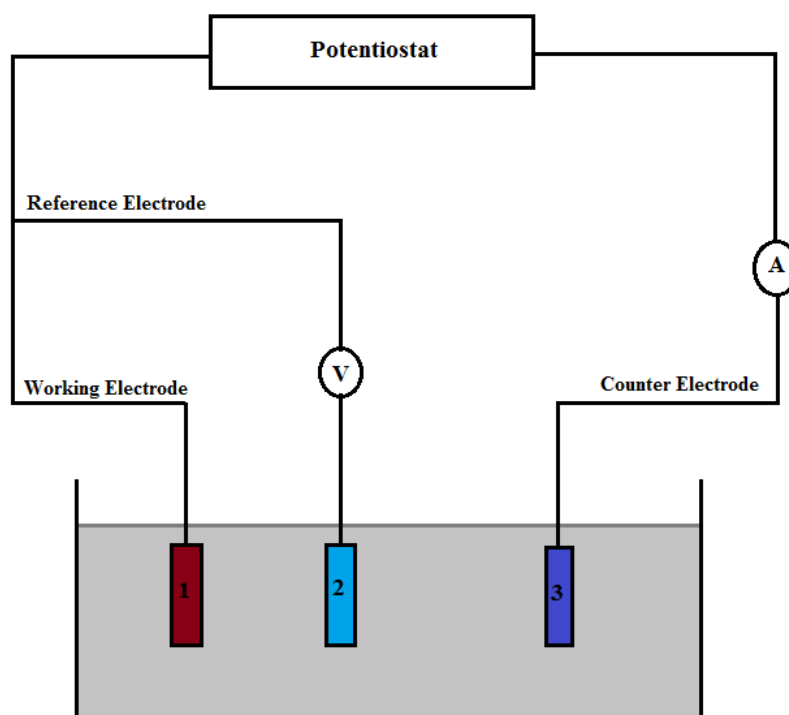 Potentiostat
Reference Electrode
A
V
Working Electrode
Counter Electrode
1
2
3